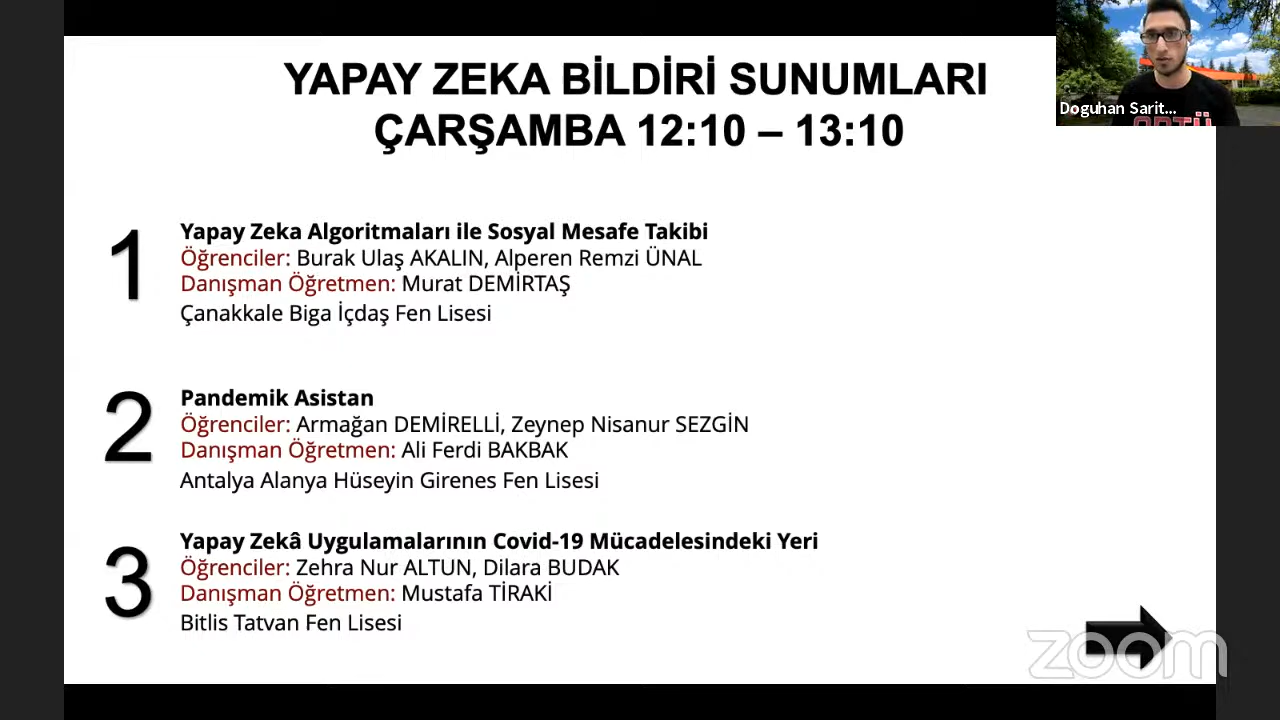 YAPAY ZEKA BİLDİRİ SUNUMLARI
ÇARŞAMBA 12:10 – 13:10
Doguhan Sarit...
ODTÜ
1
Yapay Zeka Algoritmaları ile Sosyal Mesafe Takibi
Öğrenciler: Burak Ulaş AKALIN, Alperen Remzi ÜNAL
Danışman Öğretmen: Murat DEMİRTAŞ
Çanakkale Biga İçdaş Fen Lisesi
2
Pandemik Asistan
Öğrenciler: Armağan DEMİRELLİ, Zeynep Nisanur SEZGİN
Danışman Öğretmen: Ali Ferdi BAKBAK
Antalya Alanya Hüseyin Girenes Fen Lisesi
3
Yapay Zekâ Uygulamalarının Covid-19 Mücadelesindeki Yeri
Öğrenciler: Zehra Nur ALTUN, Dilara BUDAK
Danışman Öğretmen: Mustafa TİRAKİ
Bitlis Tatvan Fen Lisesi
zoom